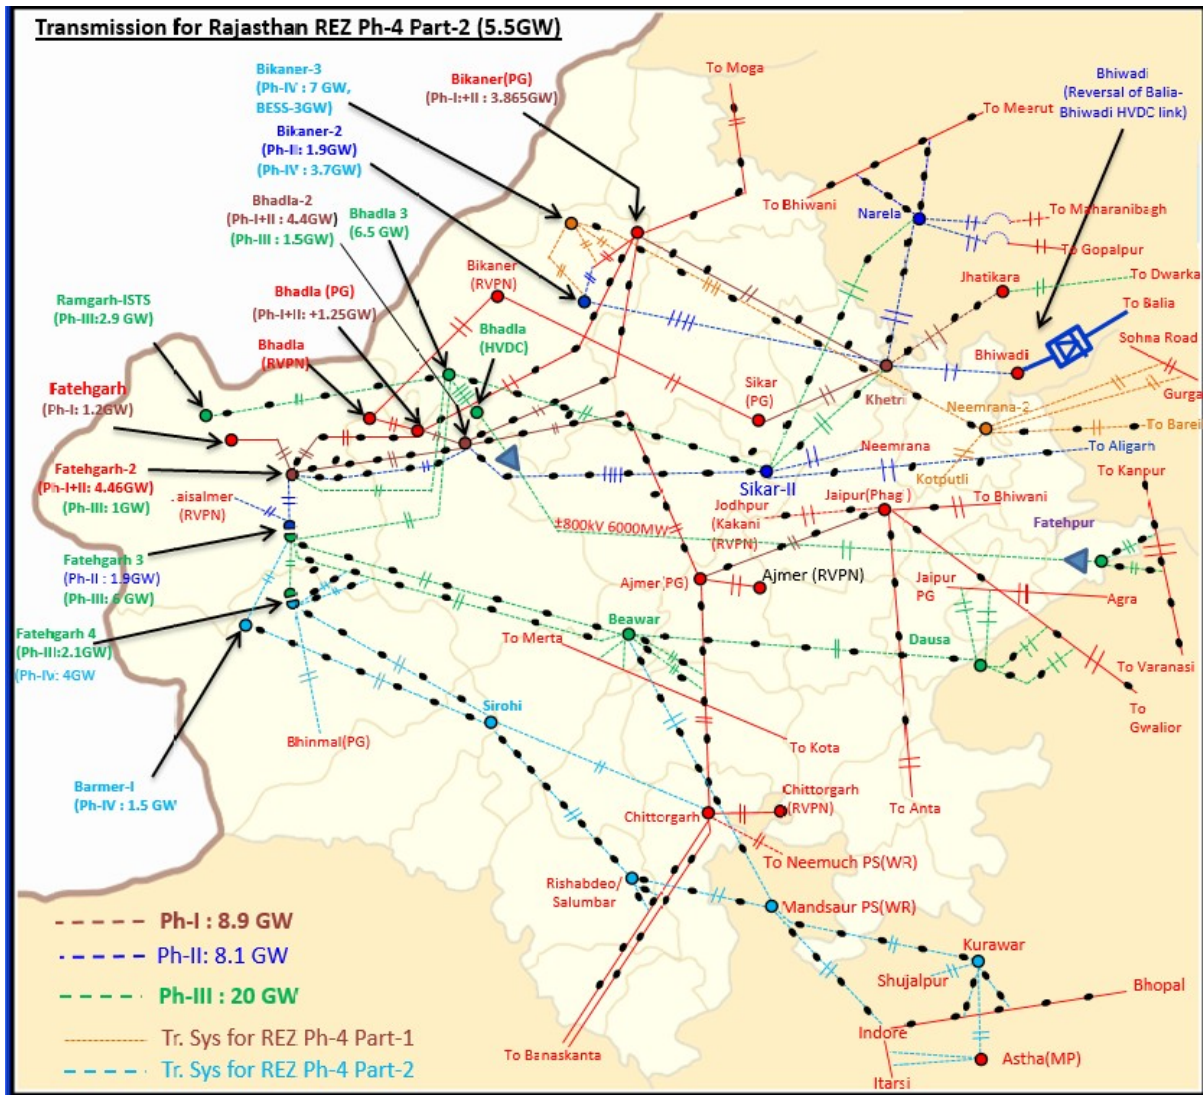 Transmission for Rajasthan REZ Ph-4 Part-2 (5.5GW)
Bikaner-3
(Ph-IV : 7 GW,
BESS-3GW)
Bikaner(PG)
(Ph-I:+II : 3.865GW)
To Moga
Bhiwadi
(Reversal of Balia-
Bhiwadi HVDC link)
To Meerut
Bikaner-2
(Ph-II: 1.9GW)
(Ph-IV: 3.7GW)
Bhadla-2
(Ph-I+II : 4.4GW)
(Ph-III : 1.5GW)
Bhadla 3
(6.5 GW)
To Bhiwani
Narela
To Maharanibagh
To Gopalpur
Bikaner
(RVPN)
Jhatikara
To Dwarka
To Balia
Ramgarh-ISTS
(Ph-III:2.9 GW)
Bhadla (PG)
(Ph-I+II: +1.25GW)
Bhadla
(RVPN)
Bhadla
(HVDC)
Bhiwadi
Sohna Road
Fatehgarh
(Ph-I: 1.2GW)
Sikar
(PG)
Khetri
Neemrana-2
Gurga
To Barei
Fatehgarh-2
(Ph-I+II: 4.46GW)
(Ph-III: 1GW)
Neemrana
To Aligarh
Kotputli
To Kanpur
Sikar-II
Jaisalmer
(RVPN)
Jodhpur
(Kakani
(RVPN)
Jaipur(Phagi)
To Bhiwani
±800kV 6000MW
Fatehpur
Fatehgarh 3
(Ph-II : 1.9GW)
(Ph-III: 6 GW)
Ajmer(PG)
Ajmer (RVPN)
Jaipur
PG
Agra
Fatehgarh 4
(Ph-III:2.1GW)
(Ph-IV: 4GW
Beawar
To Merta
Dausa
To Varanasi
To
Gwalior
Sirohi
Bhinmal(PG)
To Kota
Barmer-I
(Ph-IV : 1.5 GW
Chittorgarh
Chittorgarh
(RVPN)
To Anta
To Neemuch PS(WR)
Rishabdeo/
Salumbar
Mandsaur PS(WR)
Kurawar
Shujalpur
Bhopal
Indore
To Banaskanta
Astha(MP)
Itarsi
Ph-I : 8.9 GW
Ph-II: 8.1 GW
Ph-III : 20 GW
Tr. Sys for REZ Ph-4 Part-1
Tr. Sys for REZ Ph-4 Part-2